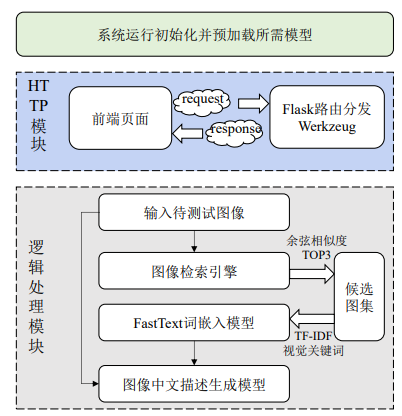 系统运行初始化并预加载所需模型
HT
TP
模
块
前端页面
request
response
Flask路由分发
Werkzeug
逻
辑
处
理
模
块
输入待测试图像
图像检索引擎
余弦相似度
TOP3
候选
图集
FastText词嵌入模型
TF-IDF
视觉关键词
图像中文描述生成模型